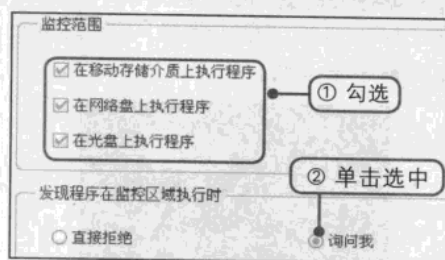 监控范围
在移动存储介质上执行程序
① 勾选
在网络盘上执行程序
在光盘上执行程序
② 单击选中
发现程序在监控区域执行时
直接拒绝
询问我